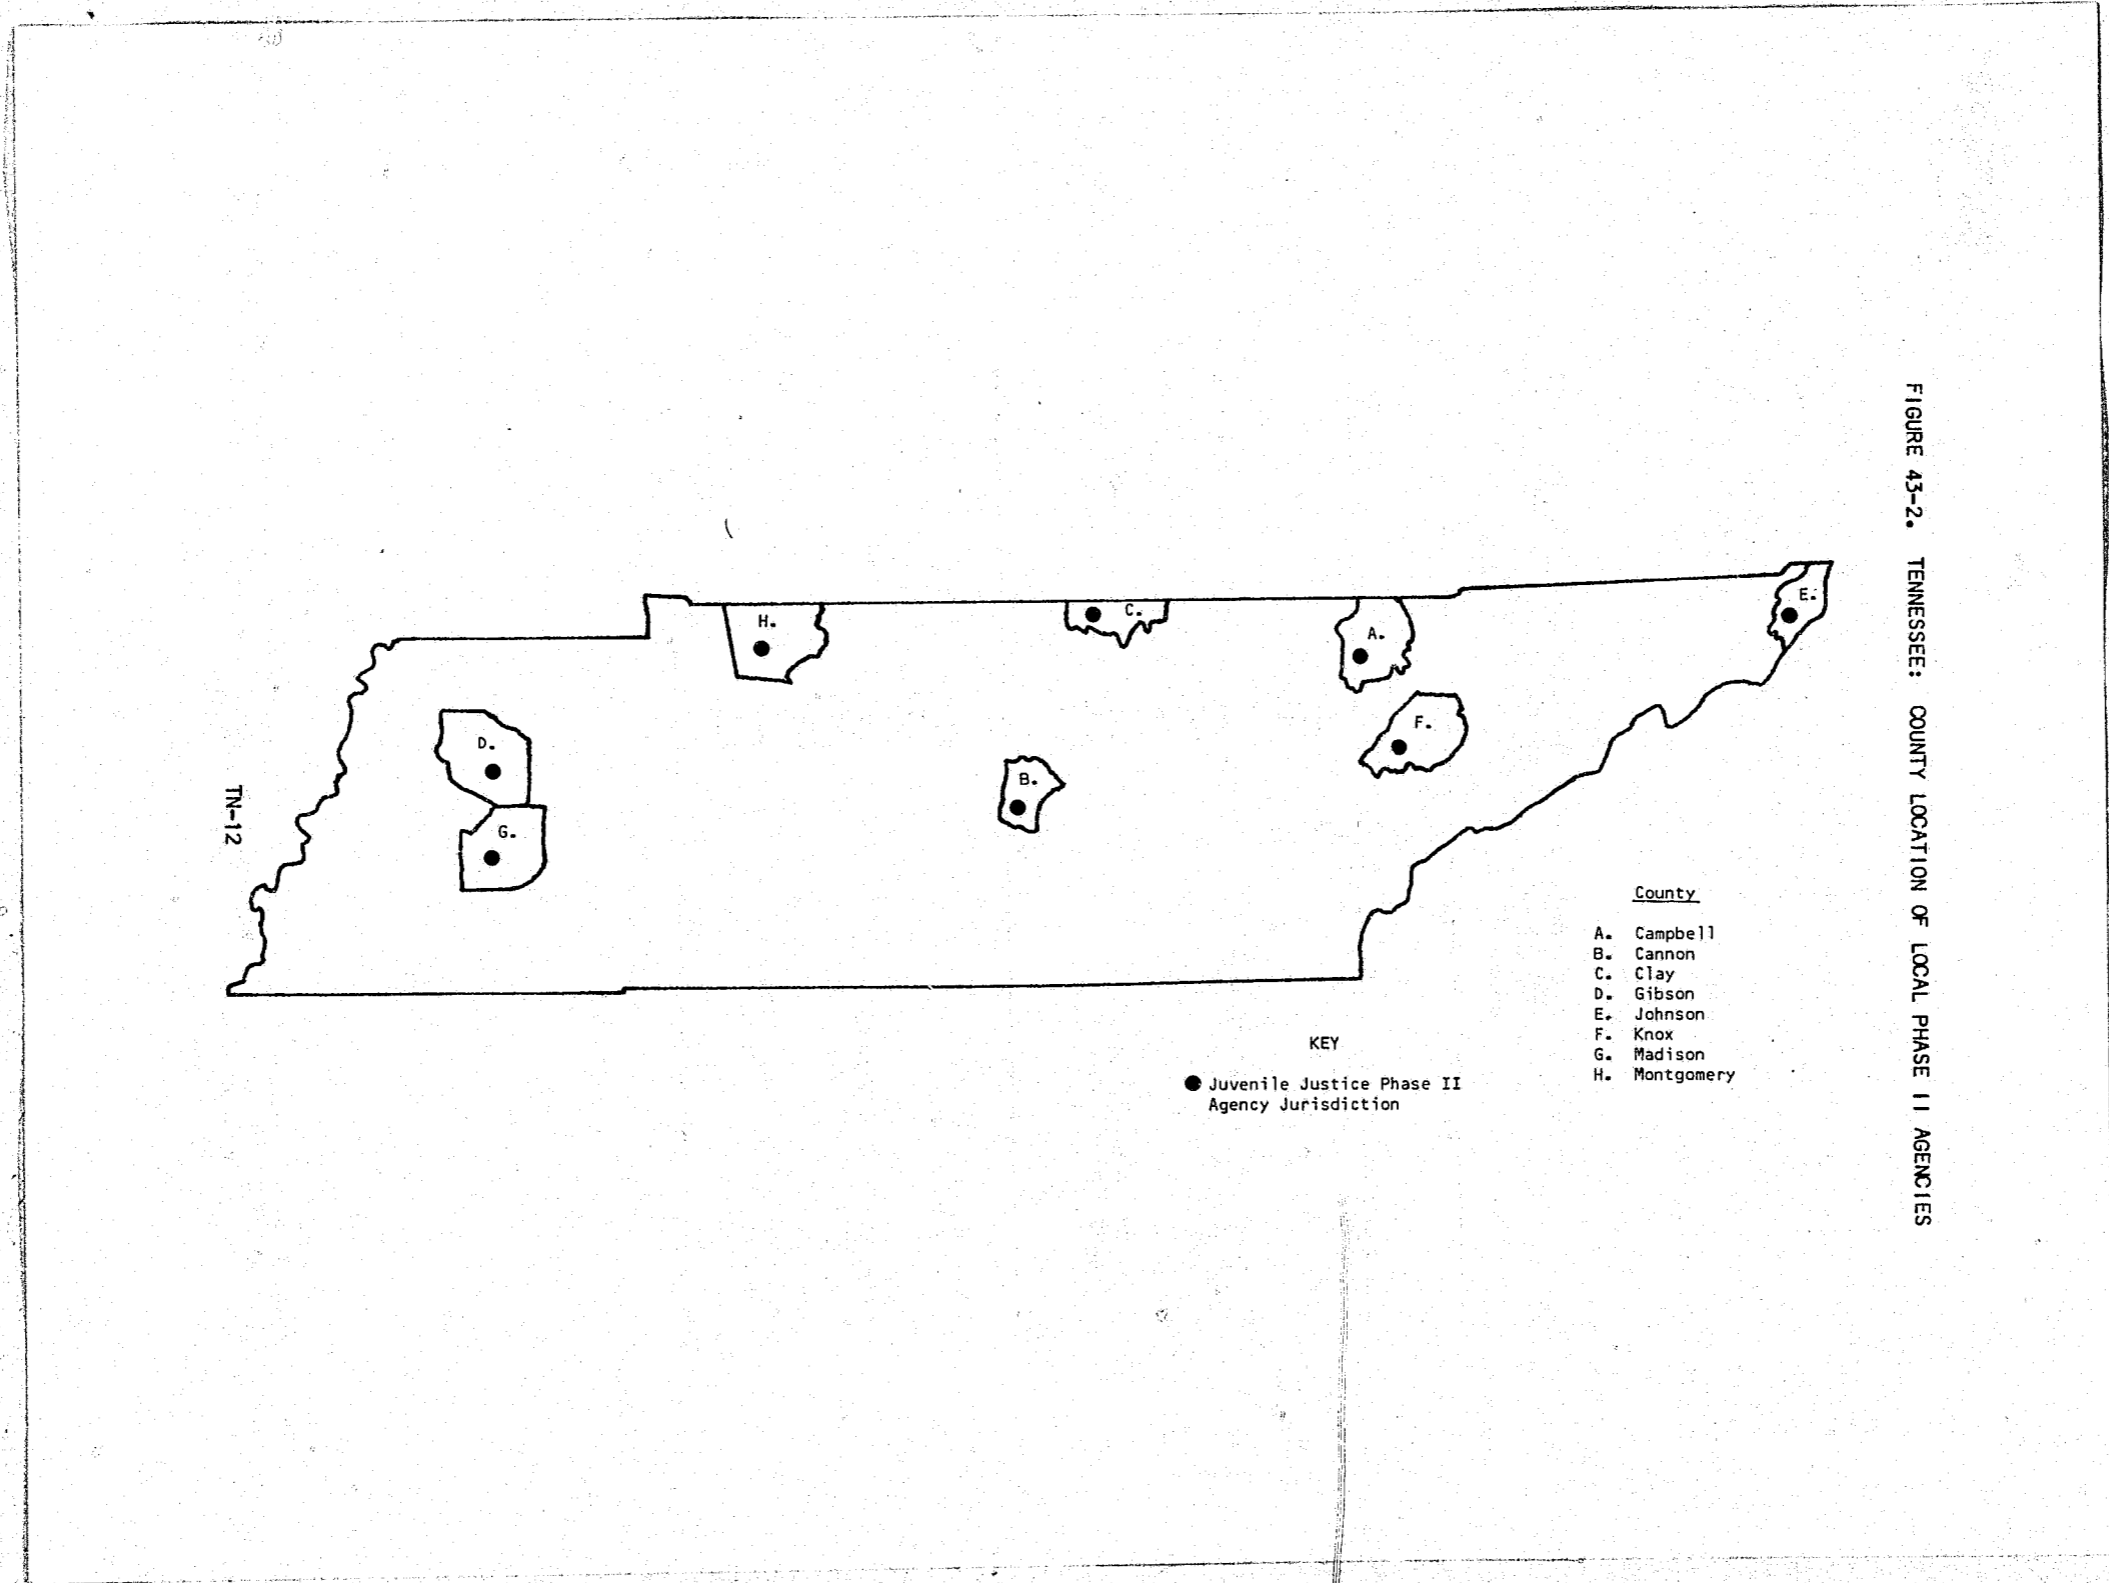 FIGURE 43-2. TENNESSEE: COUNTY LOCATION OF LOCAL PHASE II AGENCIES
H.
C.
A.
E.
F.
D.
B.
G.
TN-12
County
A. Campbell
B. Cannon
C. Clay
D. Gibson
E. Johnson
F. Knox
G. Madison
H. Montgomery
KEY
Juvenile Justice Phase II
Agency Jurisdiction